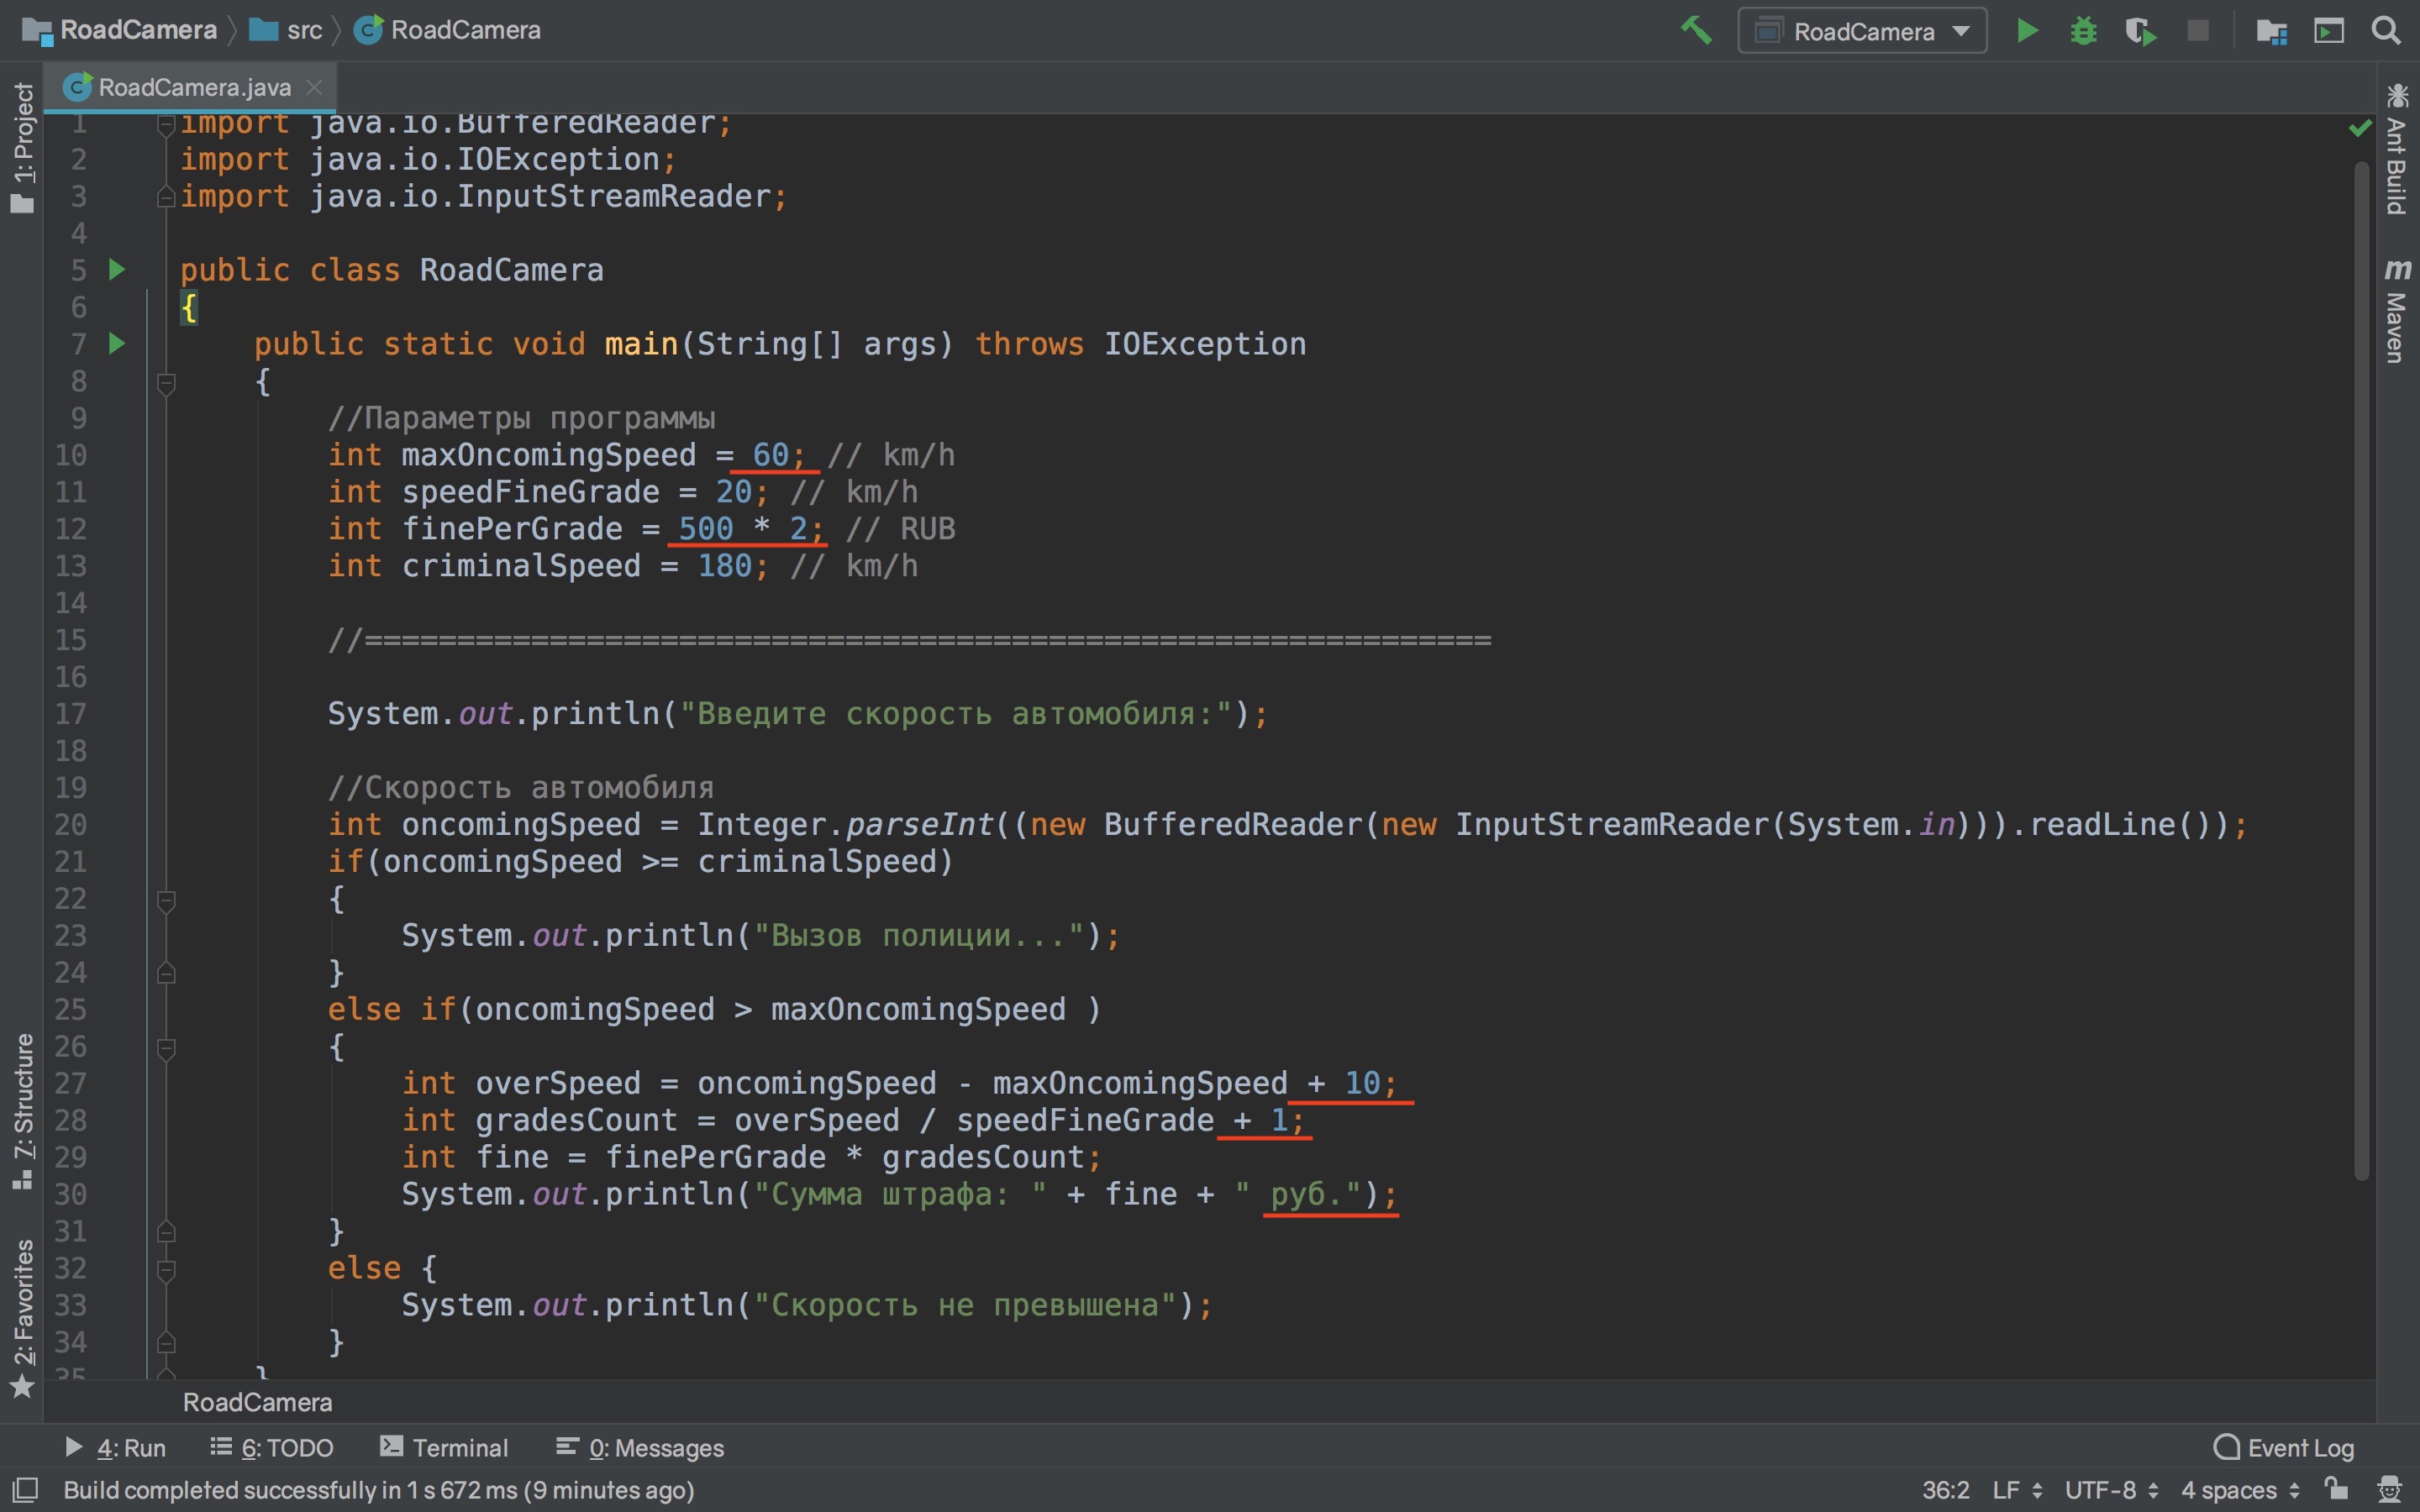 RoadCamera src RoadCamera RoadCamera
RoadCamera.java
1: Project
7: Structure
2: Favorites
1 import java.io.BufferedReader;
2 import java.io.IOException;
3 import java.io.InputStreamReader;
4
5 public class RoadCamera
6 {
7 public static void main(String[] args) throws IOException
8 {
9 //Параметры программы
10 int maxOncomingSpeed = 60; // km/h
11 int speedFineGrade = 20; // km/h
12 int finePerGrade = 500 * 2; // RUB
13 int criminalSpeed = 180; // km/h
14
15 //=============================================================
16
17 System.out.println("Введите скорость автомобиля:");
18
19 //Скорость автомобиля
20 int oncomingSpeed = Integer.parseInt((new BufferedReader(new InputStreamReader(System.in))).readLine());
21 if(oncomingSpeed >= criminalSpeed)
22 {
23 System.out.println("Вызов полиции...");
24 }
25 else if(oncomingSpeed > maxOncomingSpeed )
26 {
27 int overSpeed = oncomingSpeed - maxOncomingSpeed + 10;
28 int gradesCount = overSpeed / speedFineGrade + 1;
29 int fine = finePerGrade * gradesCount;
30 System.out.println("Сумма штрафа: " + fine + " руб.");
31 }
32 else {
33 System.out.println("Скорость не превышена");
34 }
35 }
Ant Build
m Maven
RoadCamera
4: Run 6: TODO Terminal 0: Messages Event Log
Build completed successfully in 1 s 672 ms (9 minutes ago) 36:2 LF UTF-8 4 spaces